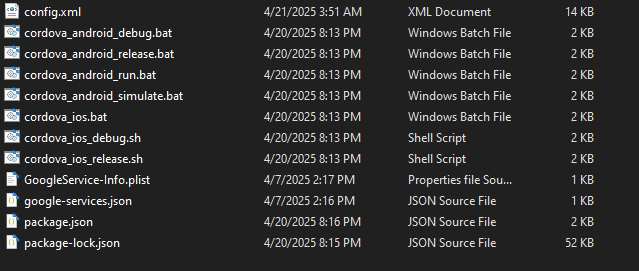 config.xml 4/21/2025 3:51 AM XML Document 14 KB
cordova_android_debug.bat 4/20/2025 8:13 PM Windows Batch File 2 KB
cordova_android_release.bat 4/20/2025 8:13 PM Windows Batch File 2 KB
cordova_android_run.bat 4/20/2025 8:13 PM Windows Batch File 2 KB
cordova_android_simulate.bat 4/20/2025 8:13 PM Windows Batch File 2 KB
cordova_ios.bat 4/20/2025 8:13 PM Windows Batch File 2 KB
cordova_ios_debug.sh 4/20/2025 8:13 PM Shell Script 2 KB
cordova_ios_release.sh 4/20/2025 8:13 PM Shell Script 2 KB
GoogleService-Info.plist 4/7/2025 2:17 PM Properties file Sou... 1 KB
google-services.json 4/7/2025 2:16 PM JSON Source File 1 KB
package.json 4/20/2025 8:16 PM JSON Source File 2 KB
package-lock.json 4/20/2025 8:15 PM JSON Source File 52 KB